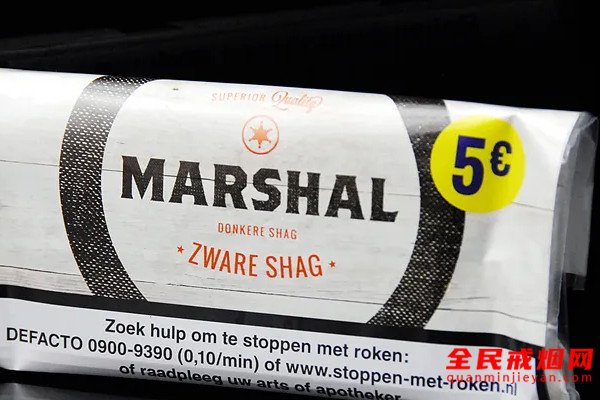 SUPERIOR Quality
MARSHAL
DONKERE SHAG
ZWARE SHAG
5€
Zoek hulp om te stoppen met roken:
DEFACTO 0900-9390 (0,10/min) of www.stoppen-met-roken.nl
of raadpleeg uw arts of apotheker
全民戒烟网
quanminjieyan.com